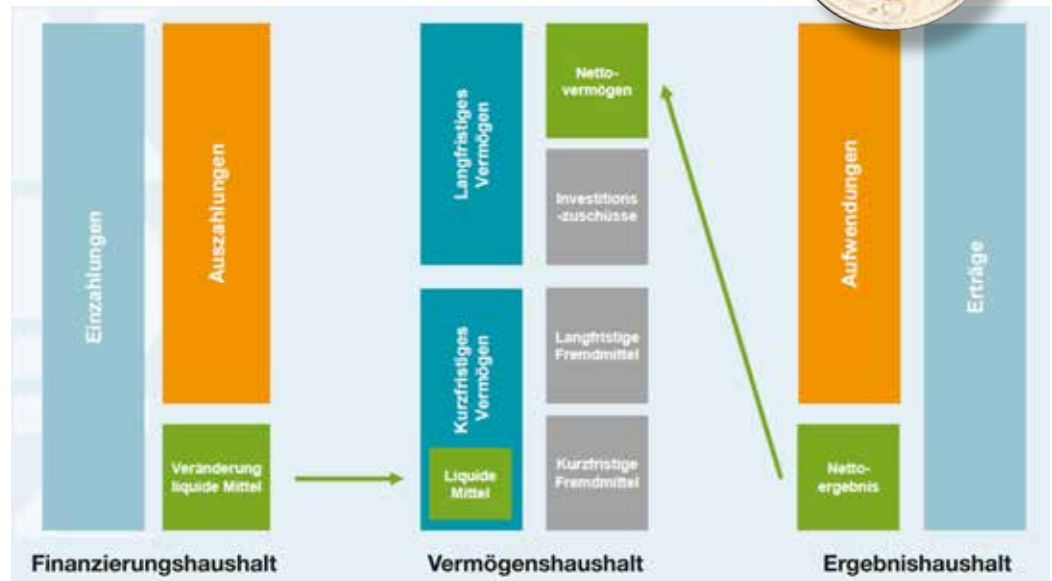 Einzahlungen
Auszahlungen
Veränderung
liquide Mittel
Finanzierungshaushalt
Langfristiges
Vermögen
Kurzfristiges
Vermögen
Liquide
Mittel
Netto-
vermögen
Investitions
-zuschüsse
Langfristige
Fremdmittel
Kurzfristige
Fremdmittel
Vermögenshaushalt
Aufwendungen
Netto-
ergebnis
Erträge
Ergebnishaushalt